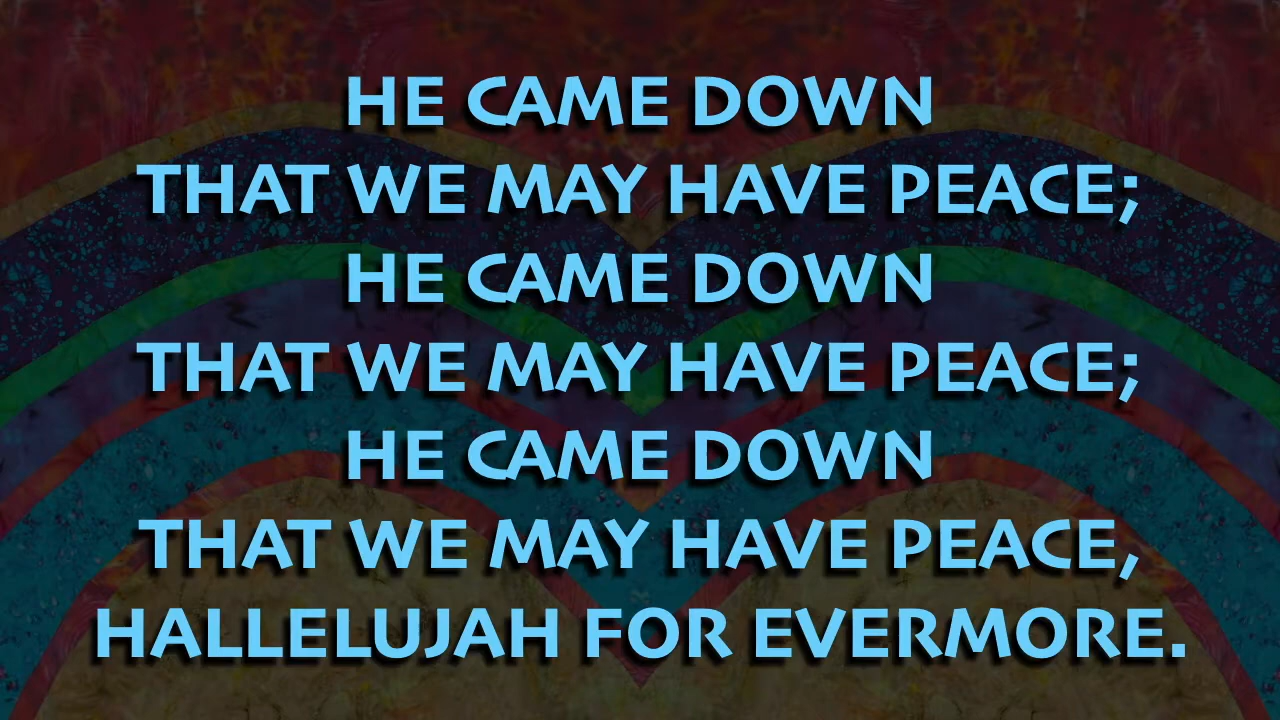 HE CAME DOWN
THAT WE MAY HAVE PEACE;
HE CAME DOWN
THAT WE MAY HAVE PEACE;
HE CAME DOWN
THAT WE MAY HAVE PEACE,
HALLELUJAH FOR EVERMORE.